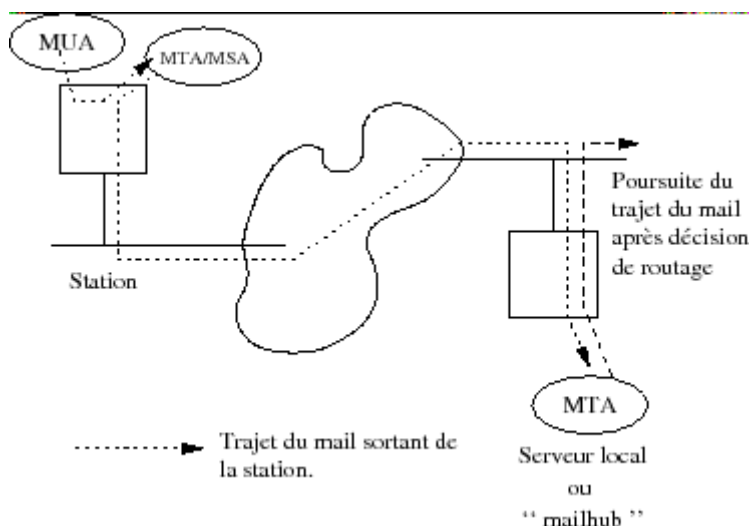 MUA
MTA/MSA
Poursuite du
trajet du mail
après décision
de routage
Station
MTA
Trajet du mail sortant de
la station.
Serveur local
ou
“ mailhub ”